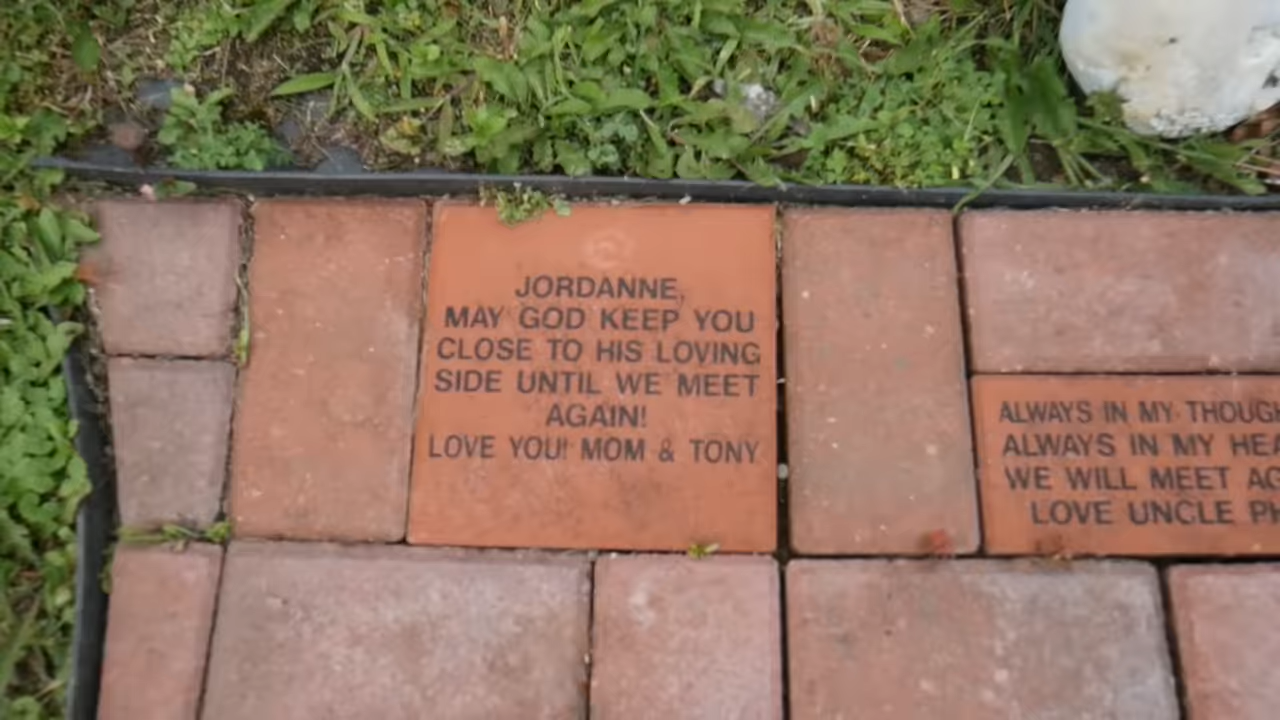 JORDANNE,
MAY GOD KEEP YOU
CLOSE TO HIS LOVING
SIDE UNTIL WE MEET
AGAIN!
LOVE YOU! MOM & TONY
ALWAYS IN MY
ALWAYS IN MY
WE WILL MEET
LOVE UNCLE